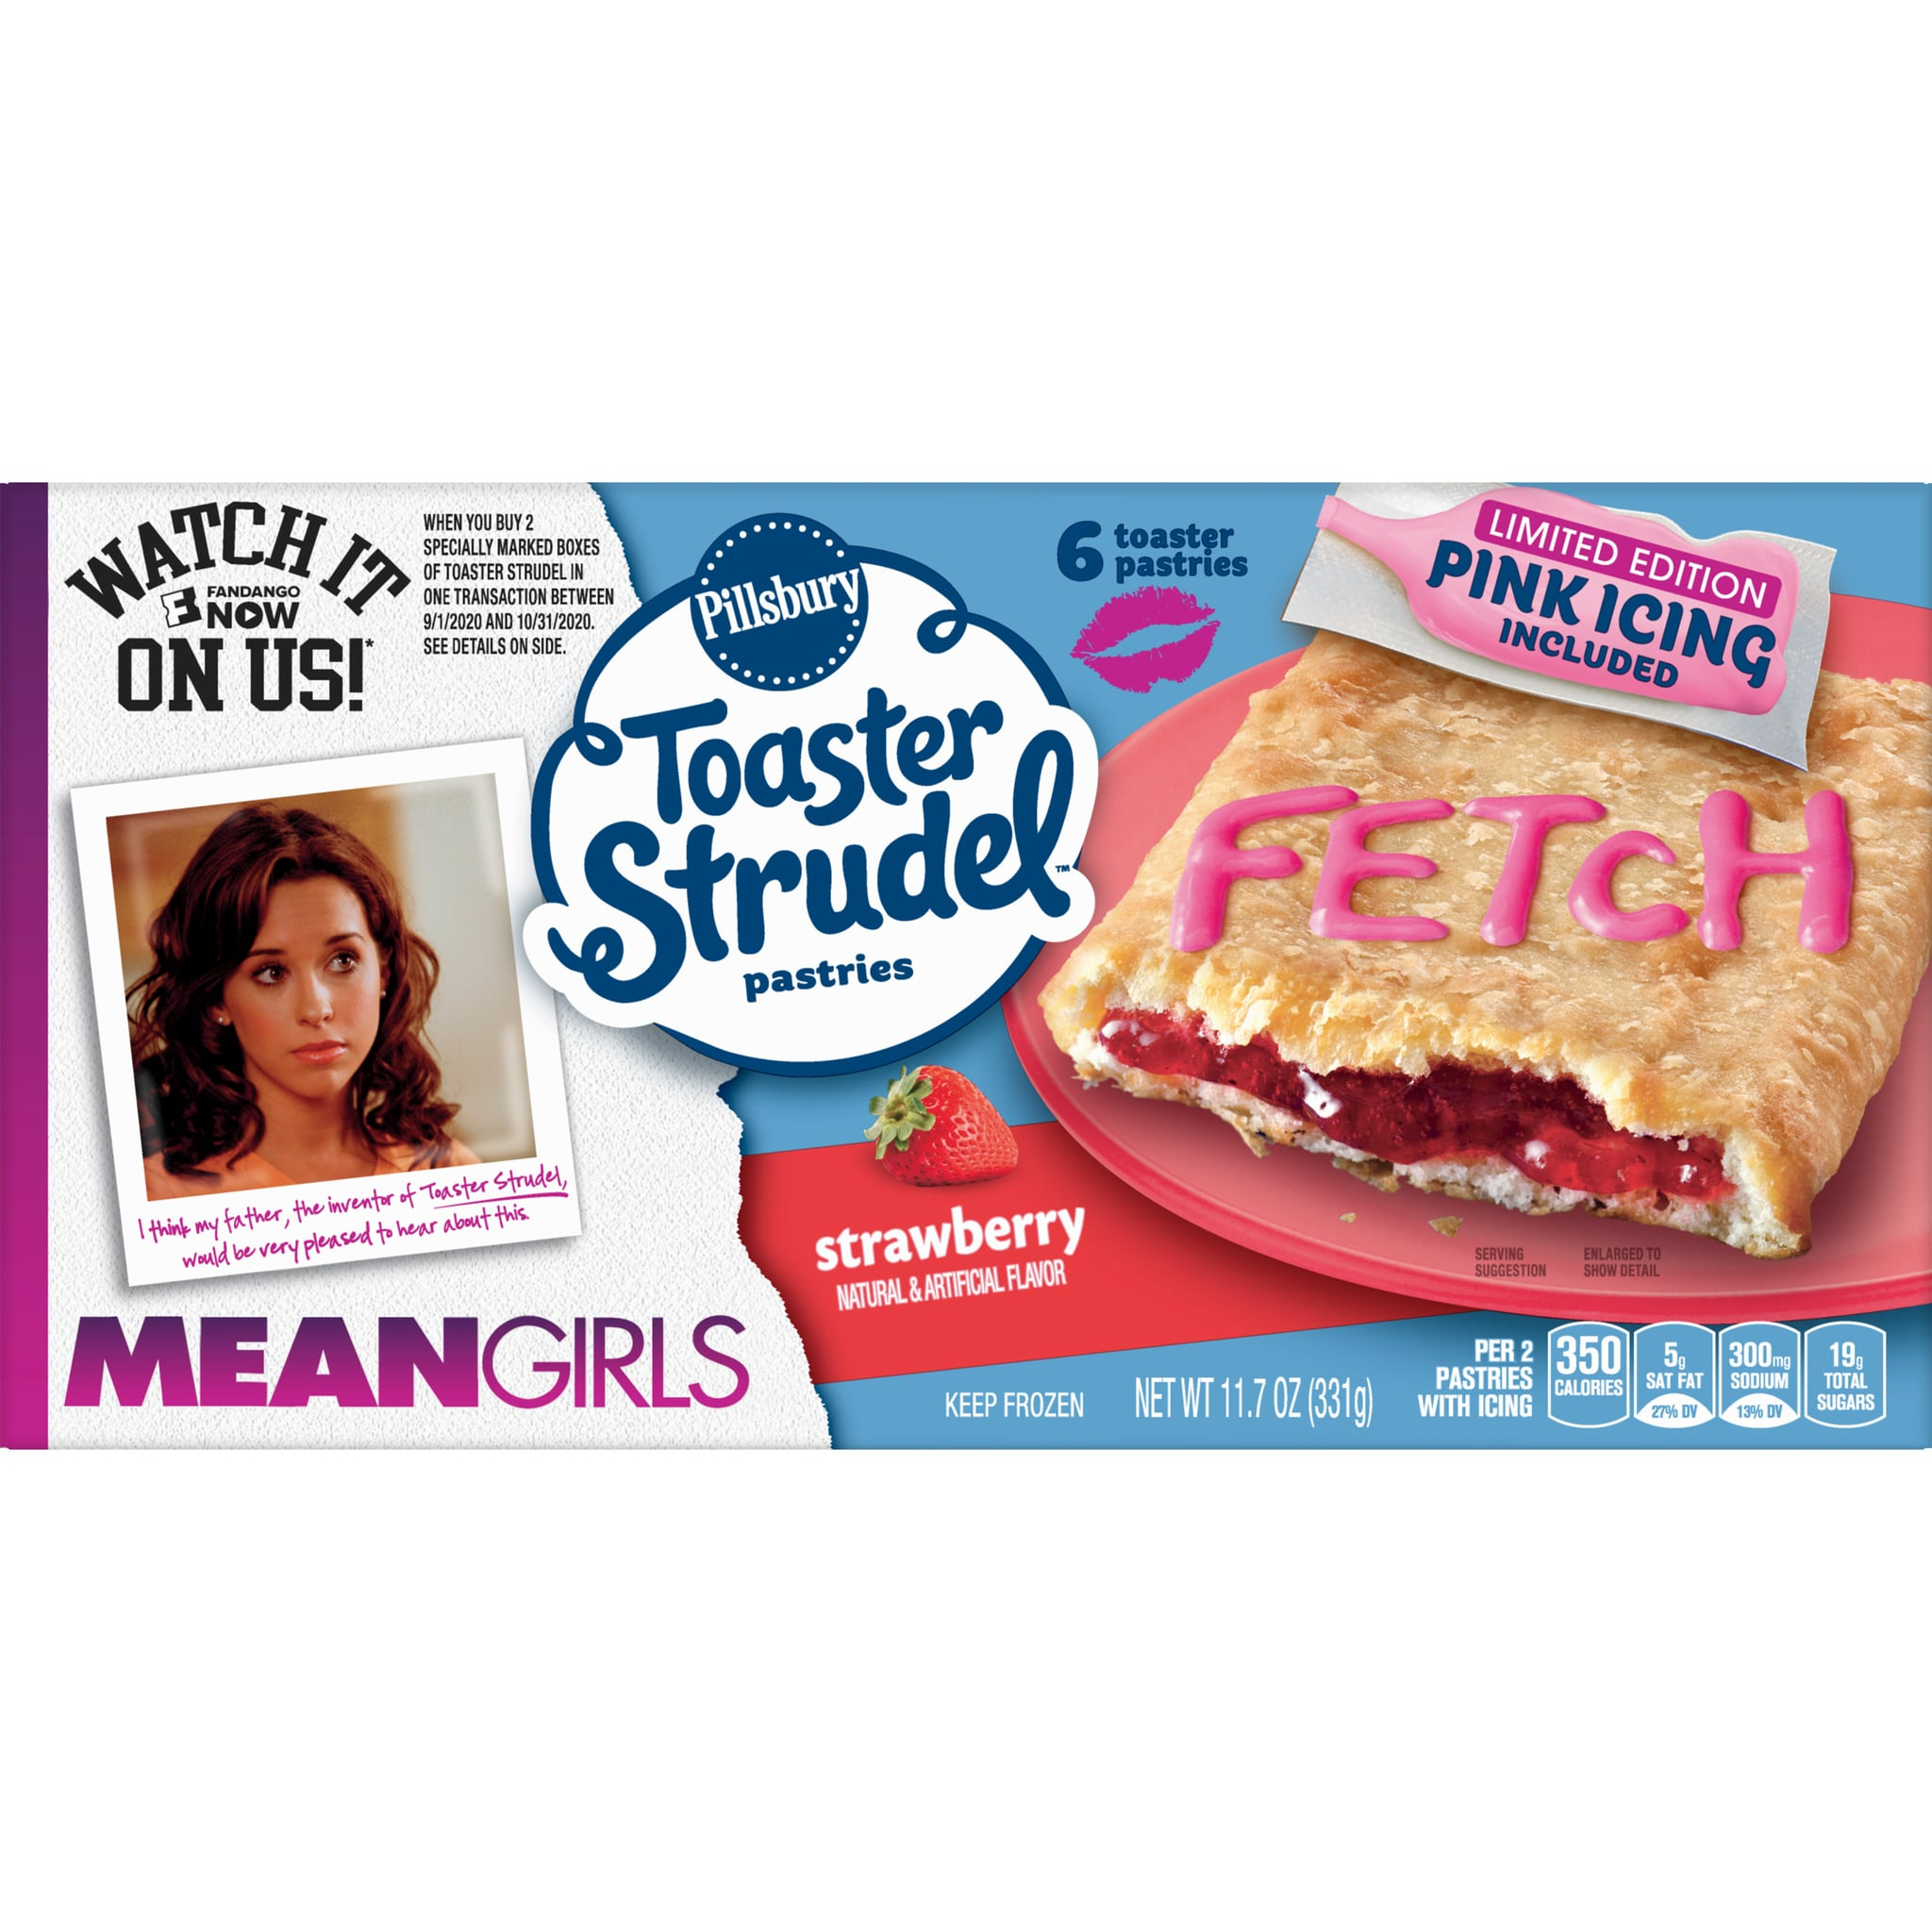 WATCH IT
FANDANGO
NOW
ON US!*
WHEN YOU BUY 2
SPECIALLY MARKED BOXES
OF TOASTER STRUDEL IN
ONE TRANSACTION BETWEEN
9/1/2020 AND 10/31/2020.
SEE DETAILS ON SIDE.
I think my father, the inventor of Toaster Strudel,
would be very pleased to hear about this.
MEANGIRLS
Pillsbury
Toaster
Strudel™
pastries
6 toaster
pastries
LIMITED EDITION
PINK ICING
INCLUDED
FETcH
strawberry
NATURAL & ARTIFICIAL FLAVOR
SERVING
SUGGESTION
ENLARGED TO
SHOW DETAIL
KEEP FROZEN
NET WT 11.7 OZ (331g)
PER 2
PASTRIES
WITH ICING
350
CALORIES
5g
SAT FAT
27% DV
300mg
SODIUM
13% DV
19g
TOTAL
SUGARS